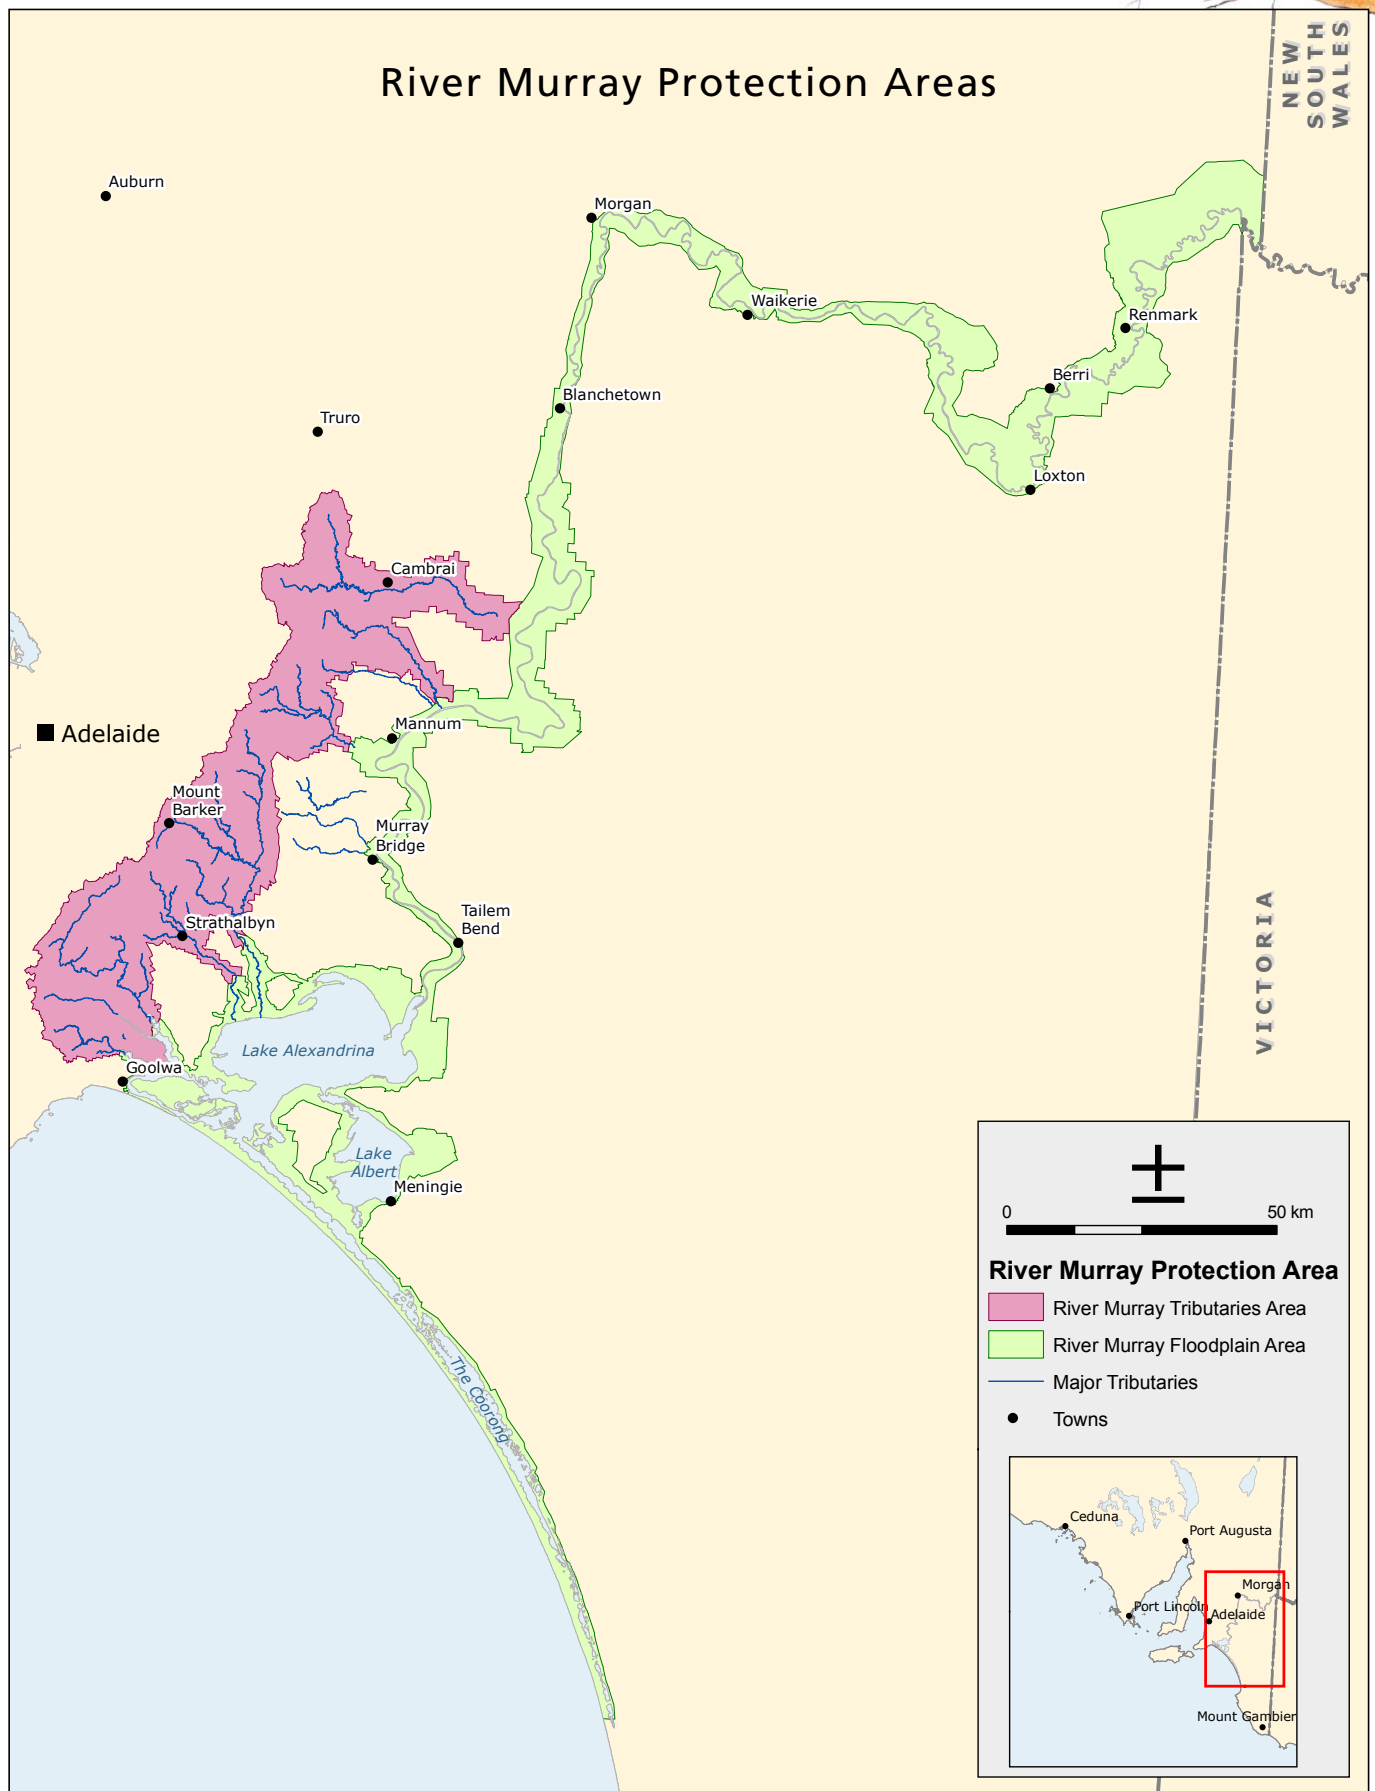 River Murray Protection Areas
NEW
SOUTH
WALES
Auburn
Morgan
Waikerie
Renmark
Berri
Blanchetown
Truro
Loxton
Cambrai
Mannum
Adelaide
Mount
Barker
Murray
Bridge
Tailem
Bend
Strathalbyn
VICTORIA
Lake Alexandrina
Goolwa
Lake
Albert
Meningie
The Coorong
0 50 km
River Murray Protection Area
River Murray Tributaries Area
River Murray Floodplain Area
Major Tributaries
Towns
Ceduna
Port Augusta
Morgan
Port Lincoln
Adelaide
Mount Gambier